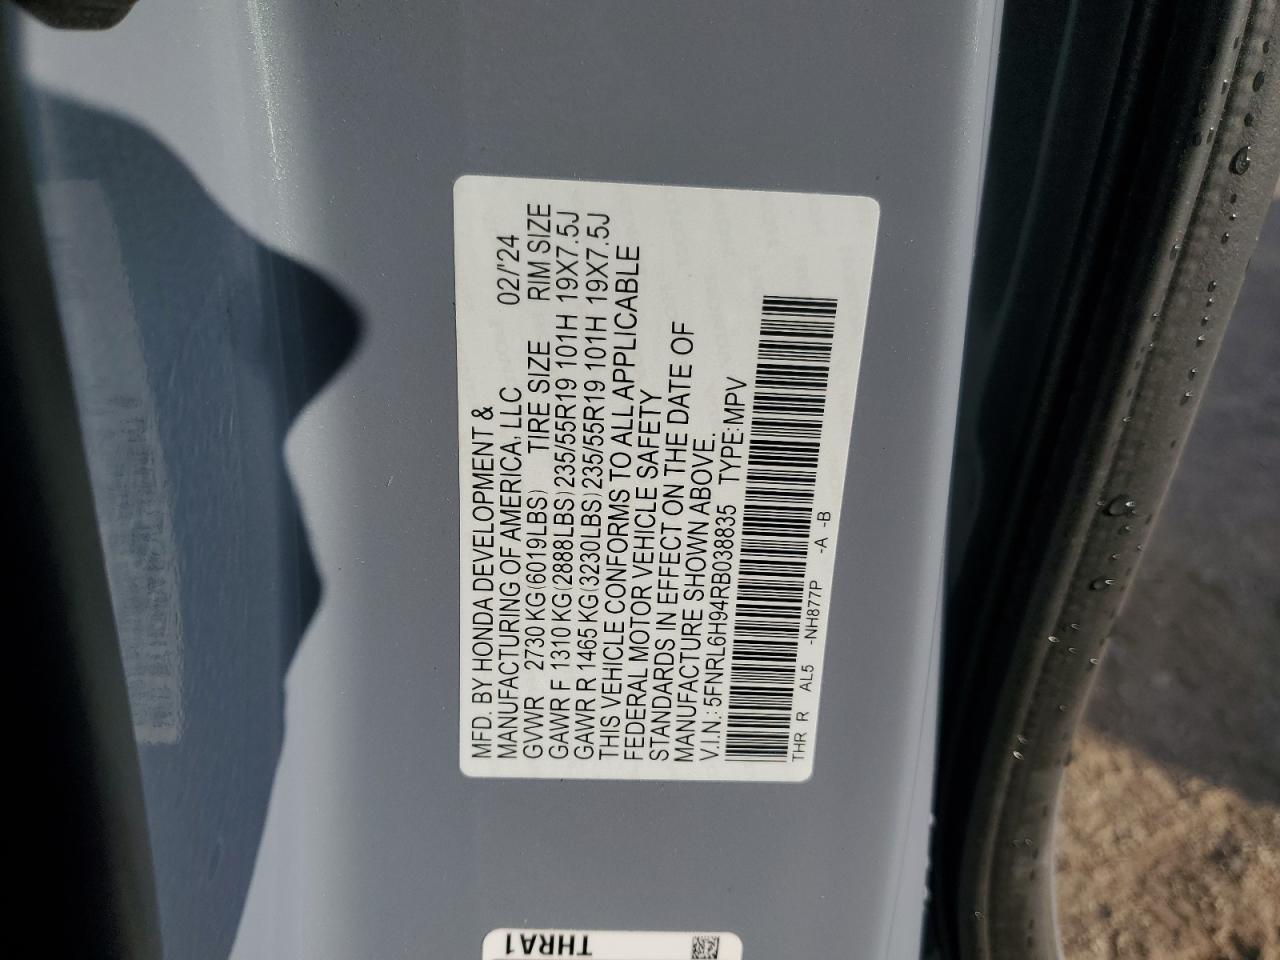 MFD. BY HONDA DEVELOPMENT &
MANUFACTURING OF AMERICA, LLC 02/'24
GVWR 2730 KG (6019LBS) TIRE SIZE RIM SIZE
GAWR F 1310 KG (2888LBS) 235/55R19 101H 19X7.5J
GAWR R 1465 KG (3230LBS) 235/55R19 101H 19X7.5J
THIS VEHICLE CONFORMS TO ALL APPLICABLE
FEDERAL MOTOR VEHICLE SAFETY
STANDARDS IN EFFECT ON THE DATE OF
MANUFACTURE SHOWN ABOVE.
V.I.N.: 5FNRL6H94RB038835 TYPE: MPV
THR R AL5 -NH877P -A -B
THRA1